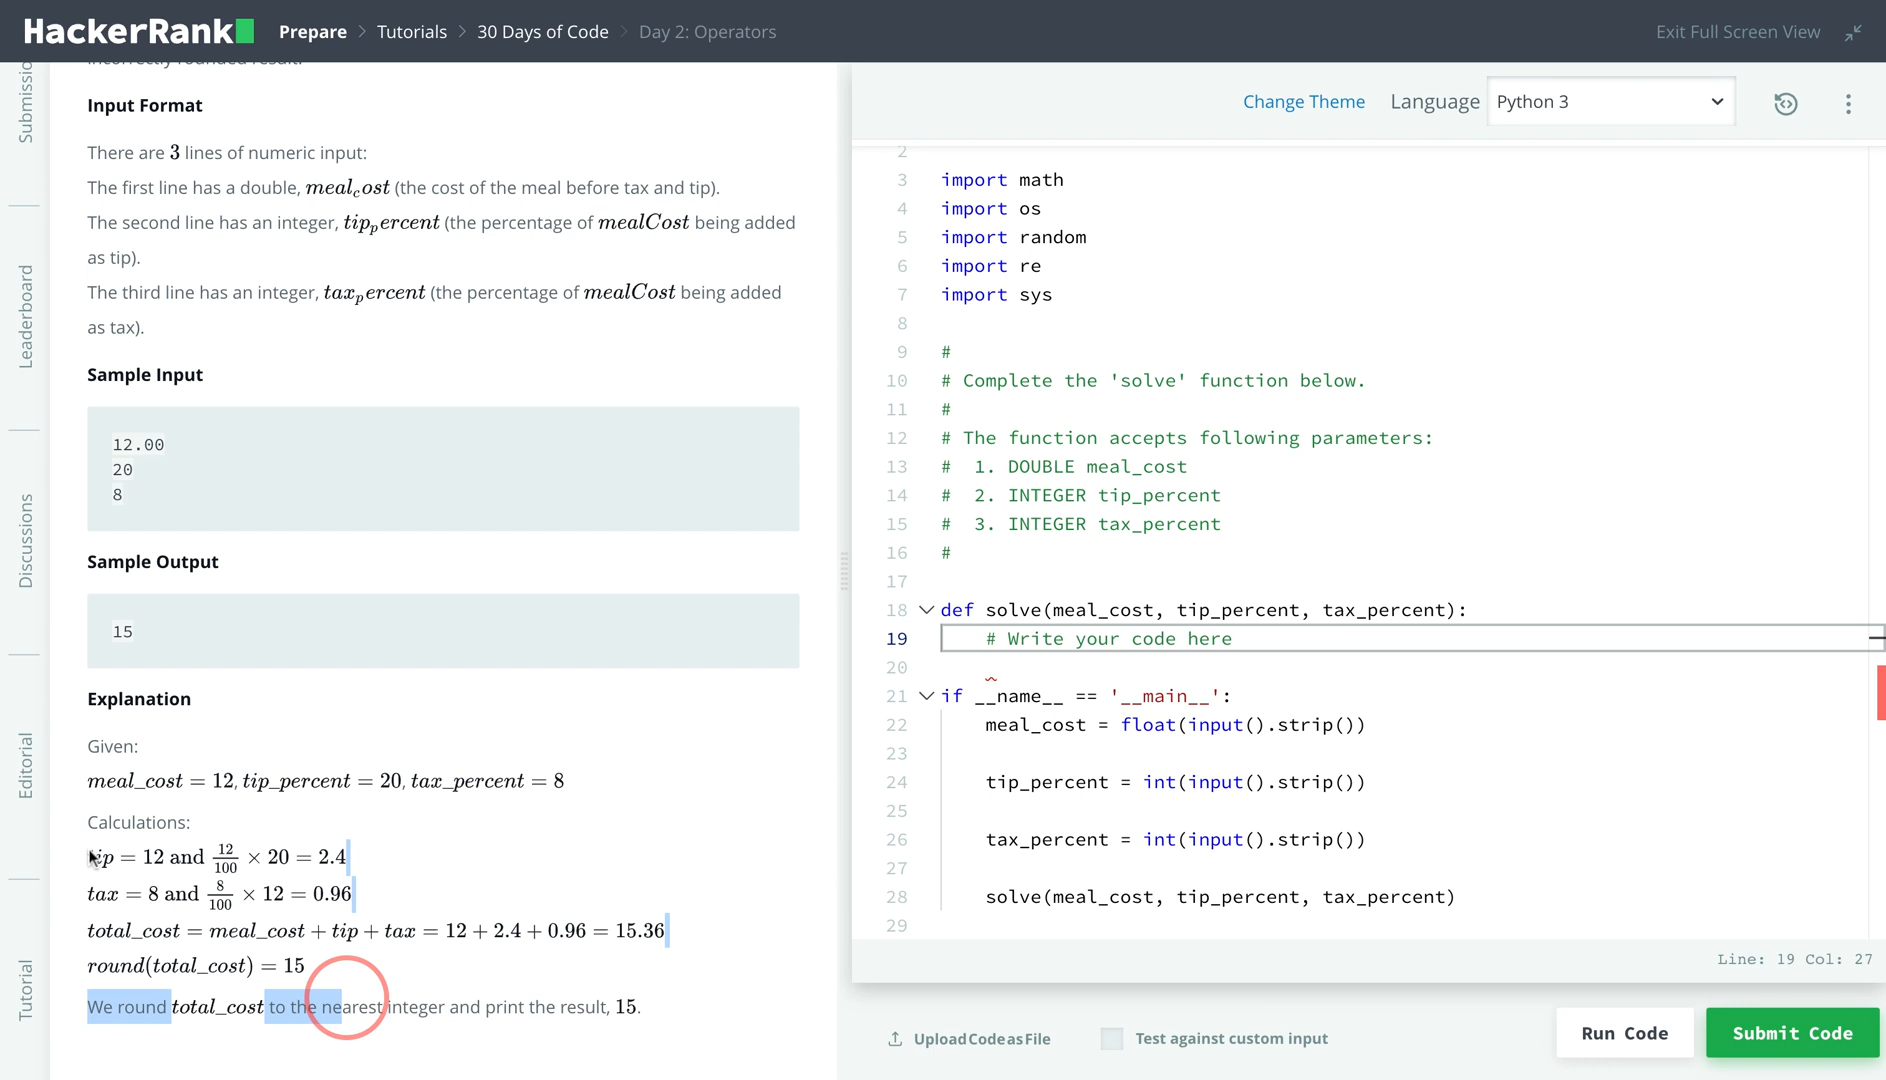 HackerRank
Prepare > Tutorials > 30 Days of Code > Day 2: Operators
Exit Full Screen View
Submissio
Leaderboard
Discussions
Editorial
Tutorial
incorrectly rounded result.
Input Format
There are 3 lines of numeric input:
The first line has a double, meal_cost (the cost of the meal before tax and tip).
The second line has an integer, tip_percent (the percentage of mealCost being added
as tip).
The third line has an integer, tax_percent (the percentage of mealCost being added
as tax).
Sample Input
12.00
20
8
Sample Output
15
Explanation
Given:
meal_cost = 12, tip_percent = 20, tax_percent = 8
Calculations:
tip = 12 and 12/100 × 20 = 2.4
tax = 8 and 8/100 × 12 = 0.96
total_cost = meal_cost + tip + tax = 12 + 2.4 + 0.96 = 15.36
round(total_cost) = 15
We round total_cost to the nearest integer and print the result, 15.
Change Theme
Language
Python 3
2
3 import math
4 import os
5 import random
6 import re
7 import sys
8
9 #
10 # Complete the 'solve' function below.
11 #
12 # The function accepts following parameters:
13 #  1. DOUBLE meal_cost
14 #  2. INTEGER tip_percent
15 #  3. INTEGER tax_percent
16 #
17
18 def solve(meal_cost, tip_percent, tax_percent):
19     # Write your code here
20
21 if __name__ == '__main__':
22     meal_cost = float(input().strip())
23
24     tip_percent = int(input().strip())
25
26     tax_percent = int(input().strip())
27
28     solve(meal_cost, tip_percent, tax_percent)
29
Line: 19 Col: 27
Upload Code as File
Test against custom input
Run Code
Submit Code